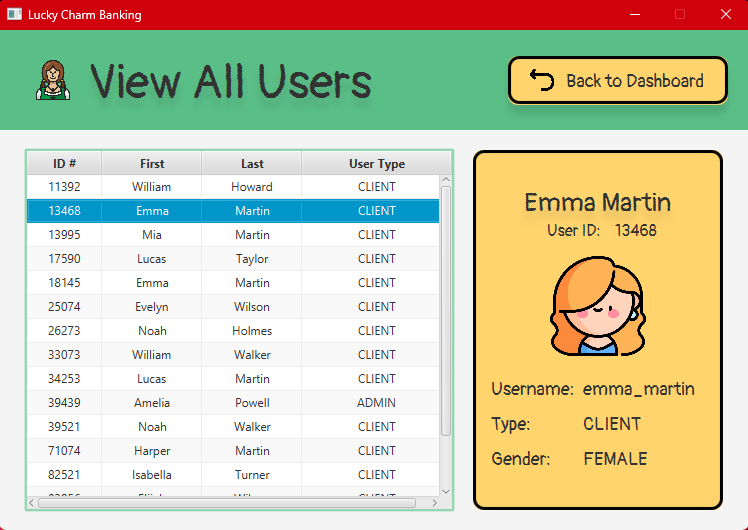 Lucky Charm Banking
View All Users
Back to Dashboard
ID # First Last User Type
11392 William Howard CLIENT
13468 Emma Martin CLIENT
13995 Mia Martin CLIENT
17590 Lucas Taylor CLIENT
18145 Emma Martin CLIENT
25074 Evelyn Wilson CLIENT
26273 Noah Holmes CLIENT
33073 William Walker CLIENT
34253 Lucas Martin CLIENT
39439 Amelia Powell ADMIN
39521 Noah Walker CLIENT
71074 Harper Martin CLIENT
82521 Isabella Turner CLIENT
Emma Martin
User ID: 13468
Username: emma_martin
Type: CLIENT
Gender: FEMALE